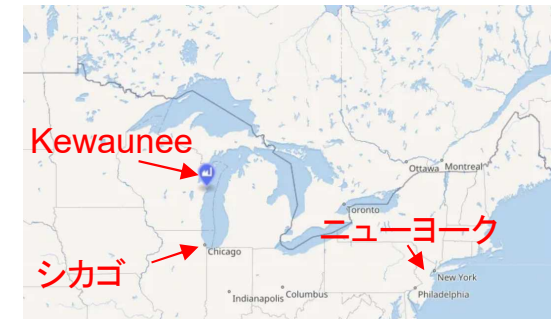 Kewaunee
Ottawa
Montreal
Toronto
ニューヨーク
シカゴ
Chicago
New York
Indianapolis
Columbus
Philadelphia